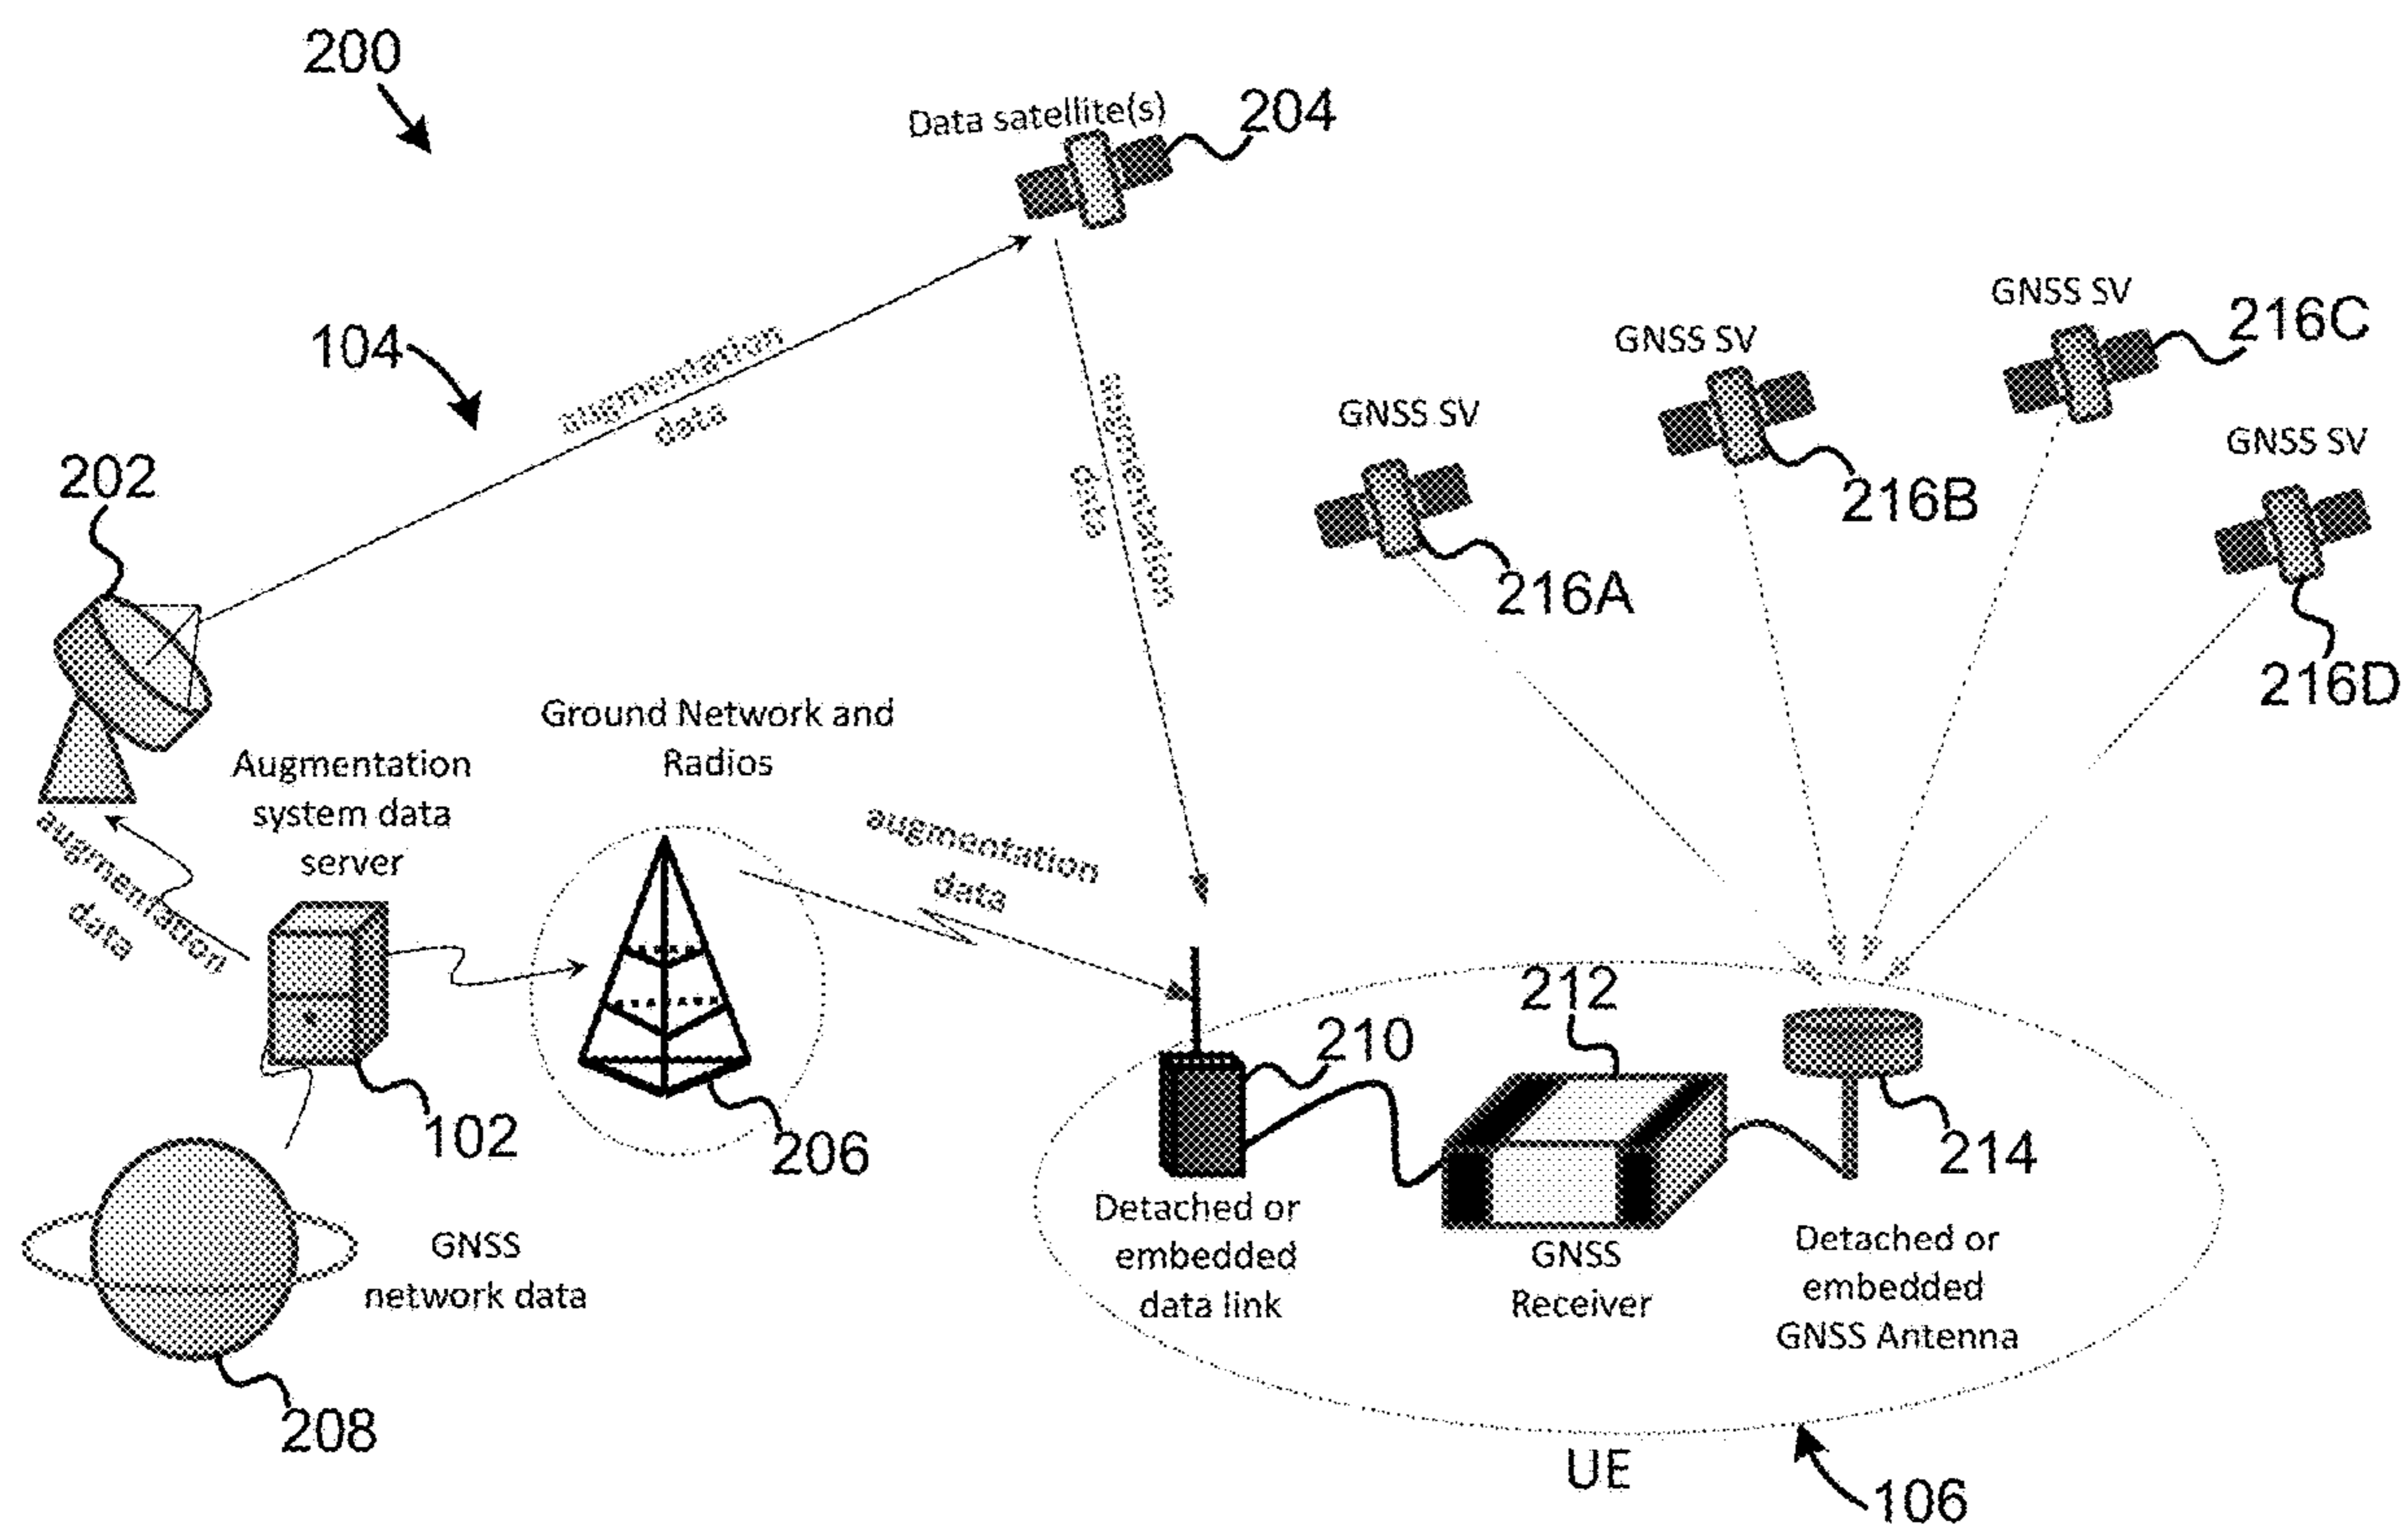 200
Data satellite(s)
204
104
augmentation
data
augmentation
data
GNSS SV
216C
GNSS SV
216B
GNSS SV
216A
GNSS SV
216D
202
Augmentation
system data
server
Ground Network and
Radios
augmentation
data
augmentation
data
102
206
210
212
214
GNSS
network data
208
Detached or
embedded
data link
GNSS
Receiver
Detached or
embedded
GNSS Antenna
UE
106